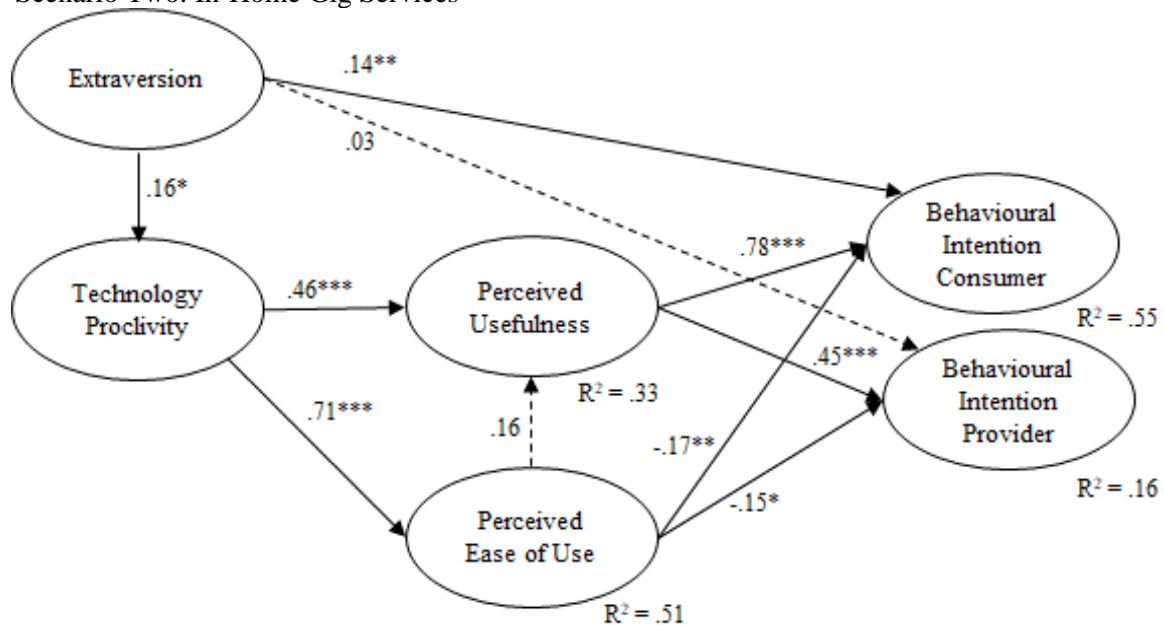 Scenario Two: In-Home Gig Services
Extraversion
.14**
.03
.16*
Behavioural
Intention
Consumer
R² = .55
Technology
Proclivity
.46***
Perceived
Usefulness
R² = .33
.78***
.45***
Behavioural
Intention
Provider
R² = .16
.71***
.16
-.17**
-.15*
Perceived
Ease of Use
R² = .51